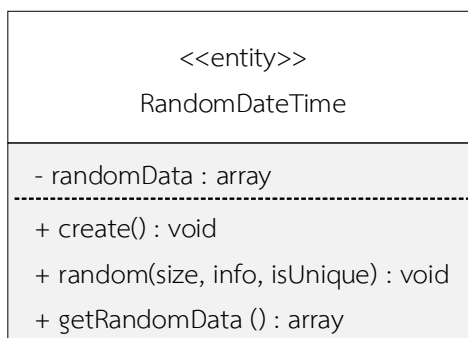 <<entity>>
RandomDateTime
- randomData : array
+ create() : void
+ random(size, info, isUnique) : void
+ getRandomData () : array